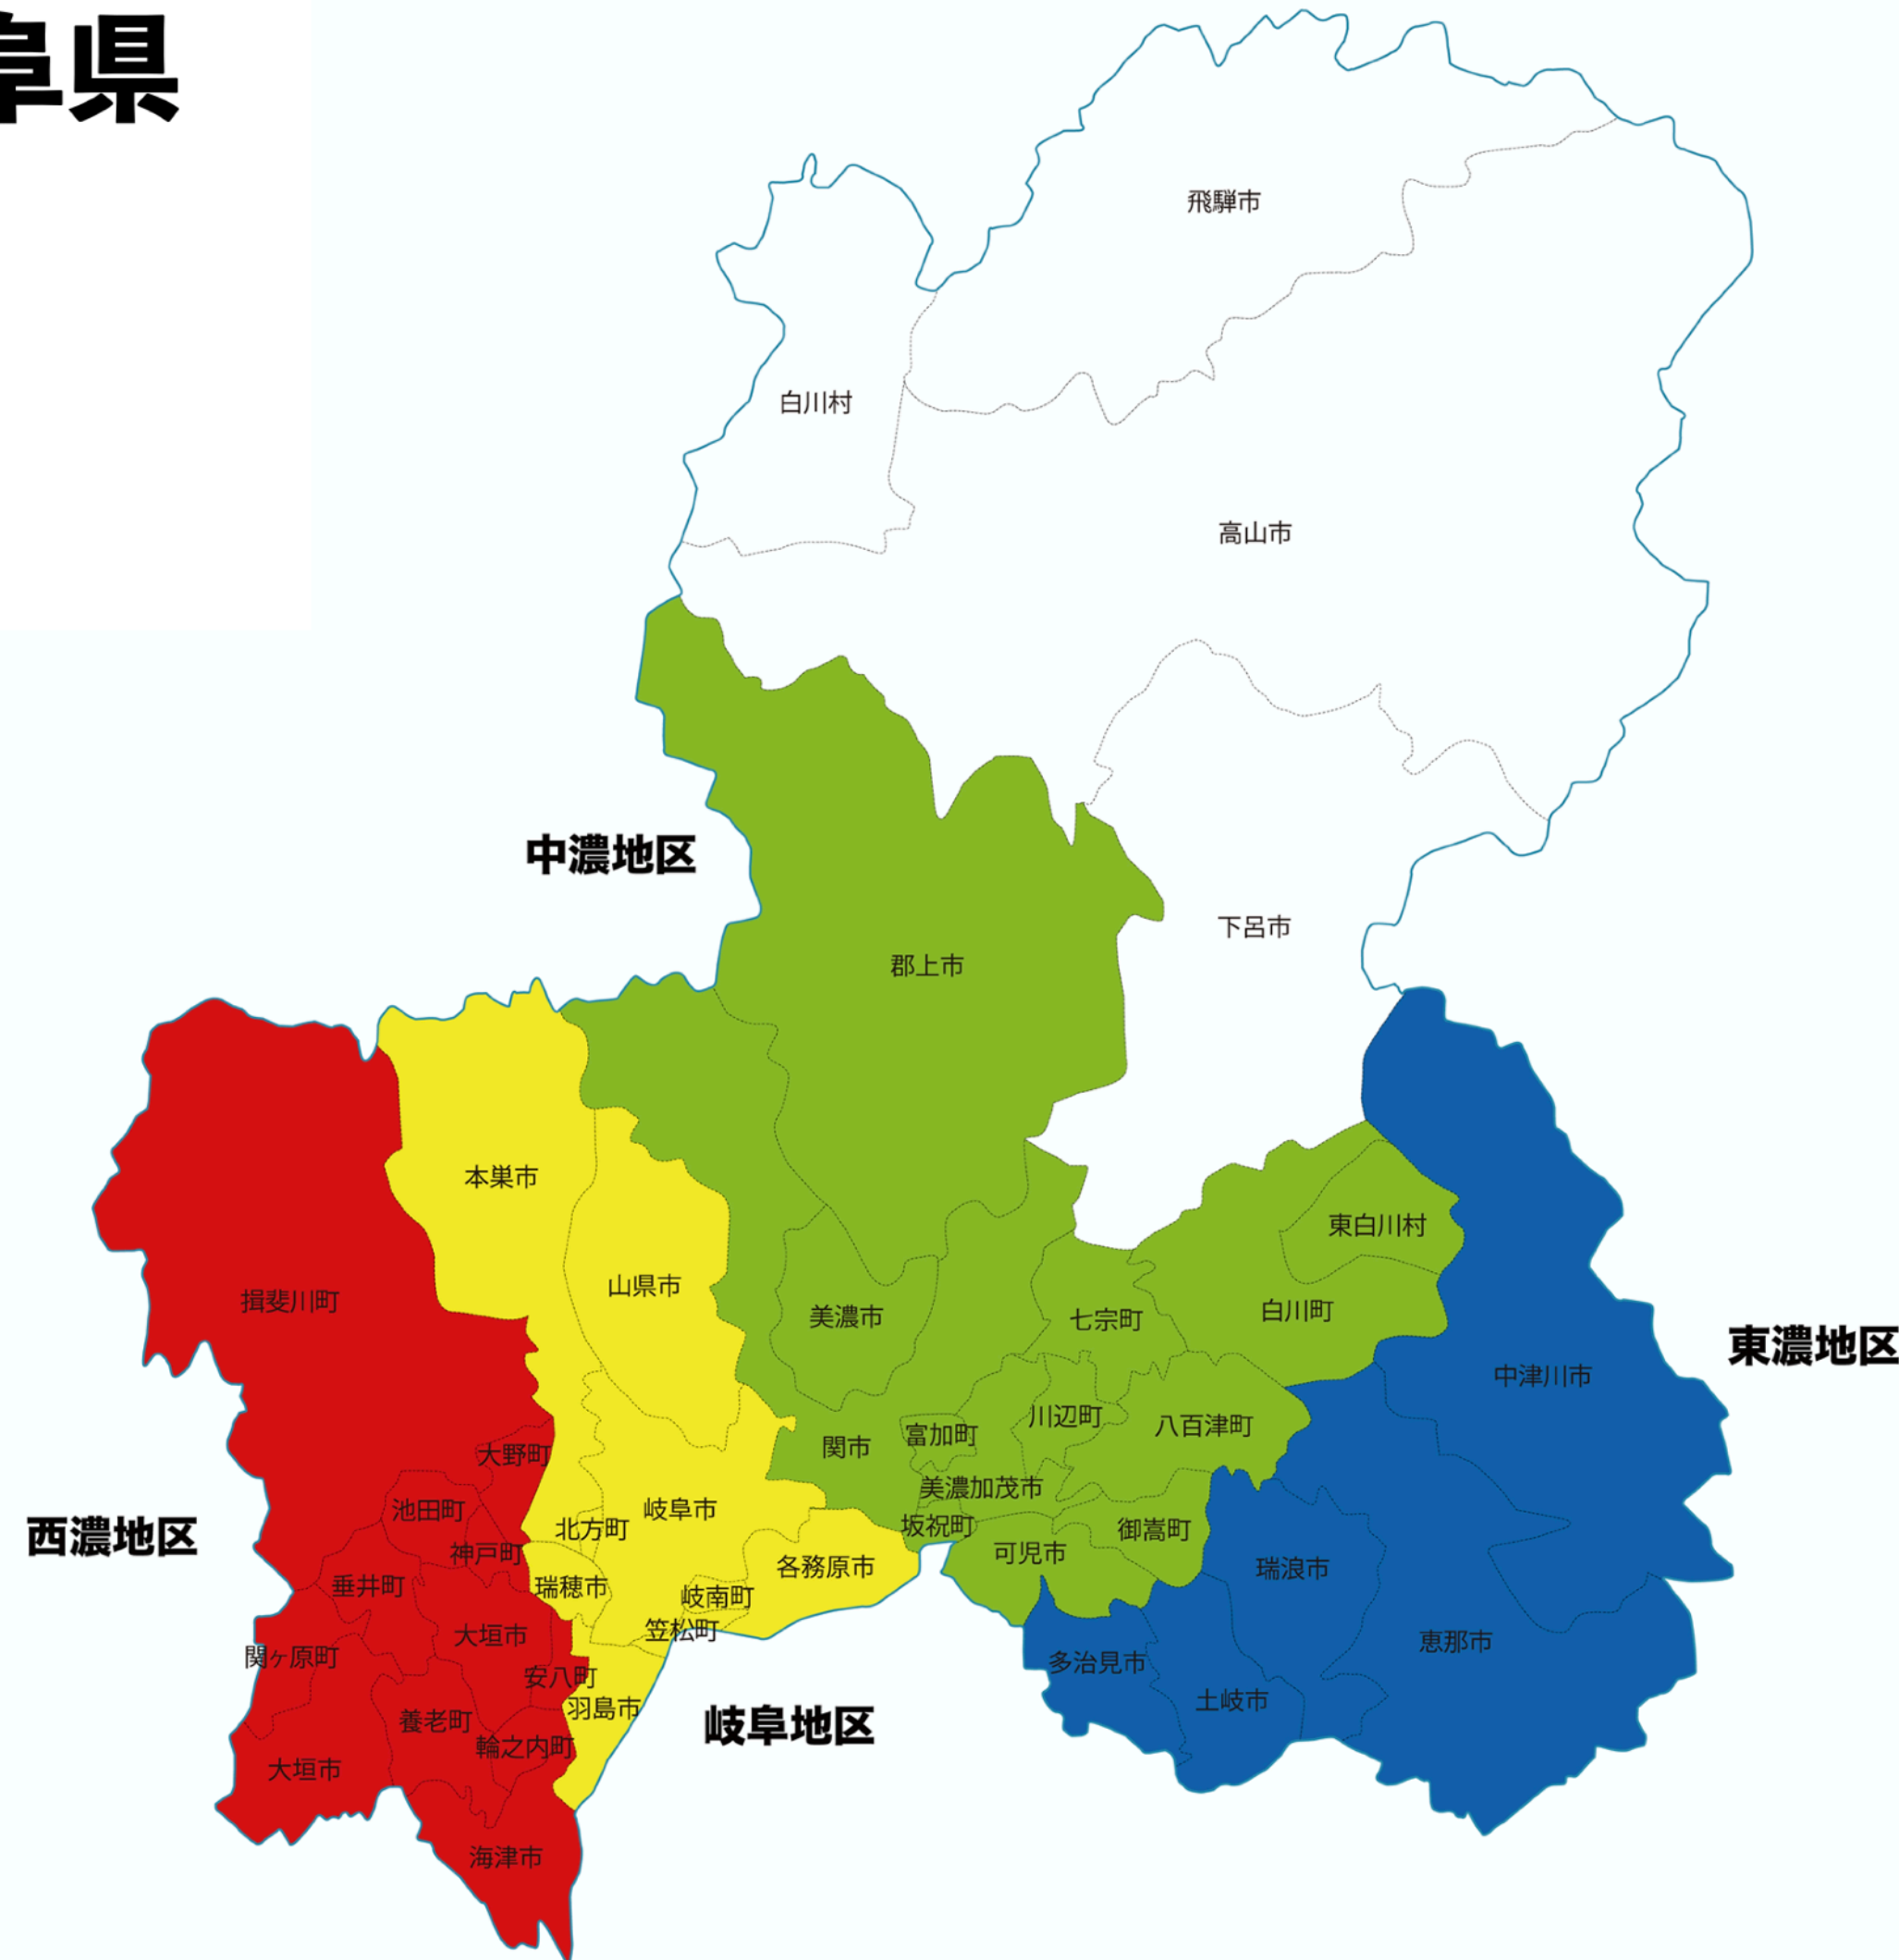 阜県
飛騨市
白川村
高山市
中濃地区
下呂市
郡上市
本巣市
東白川村
山県市
揖斐川町
美濃市
七宗町
白川町
東濃地区
中津川市
川辺町
八百津町
富加町
関市
大野町
美濃加茂市
池田町
岐阜市
西濃地区
北方町
坂祝町
御嵩町
神戸町
可児市
各務原市
瑞浪市
垂井町
瑞穂市
岐南町
笠松町
大垣市
恵那市
関ヶ原町
多治見市
安八町
土岐市
羽島市
養老町
岐阜地区
輪之内町
大垣市
海津市